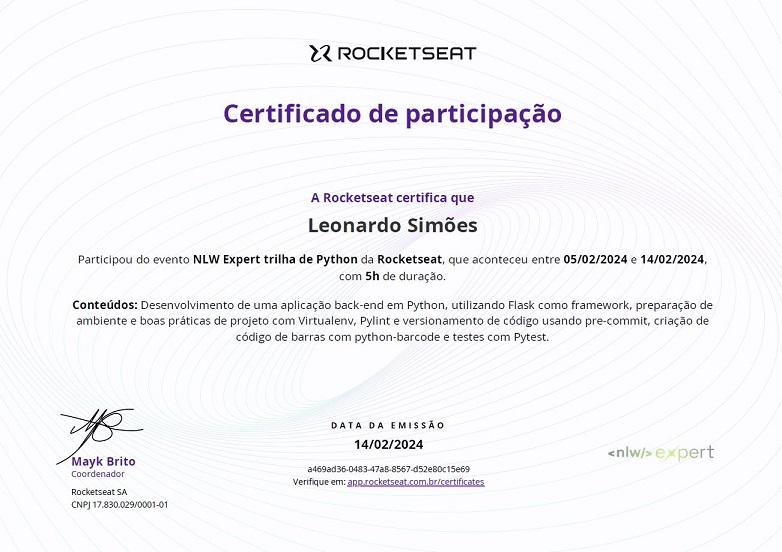 ROCKETSEAT
Certificado de participação
A Rocketseat certifica que
Leonardo Simões
Participou do evento NLW Expert trilha de Python da Rocketseat, que aconteceu entre 05/02/2024 e 14/02/2024,
com 5h de duração.
Conteúdos: Desenvolvimento de uma aplicação back-end em Python, utilizando Flask como framework, preparação de
ambiente e boas práticas de projeto com Virtualenv, Pylint e versionamento de código usando pre-commit, criação de
código de barras com python-barcode e testes com Pytest.
Mayk Brito
Coordenador
Rocketseat SA
CNPJ 17.830.029/0001-01
DATA DA EMISSÃO
14/02/2024
a469ad36-0483-47a8-8567-d52e80c15e69
Verifique em: app.rocketseat.com.br/certificates
<nlw/> expert